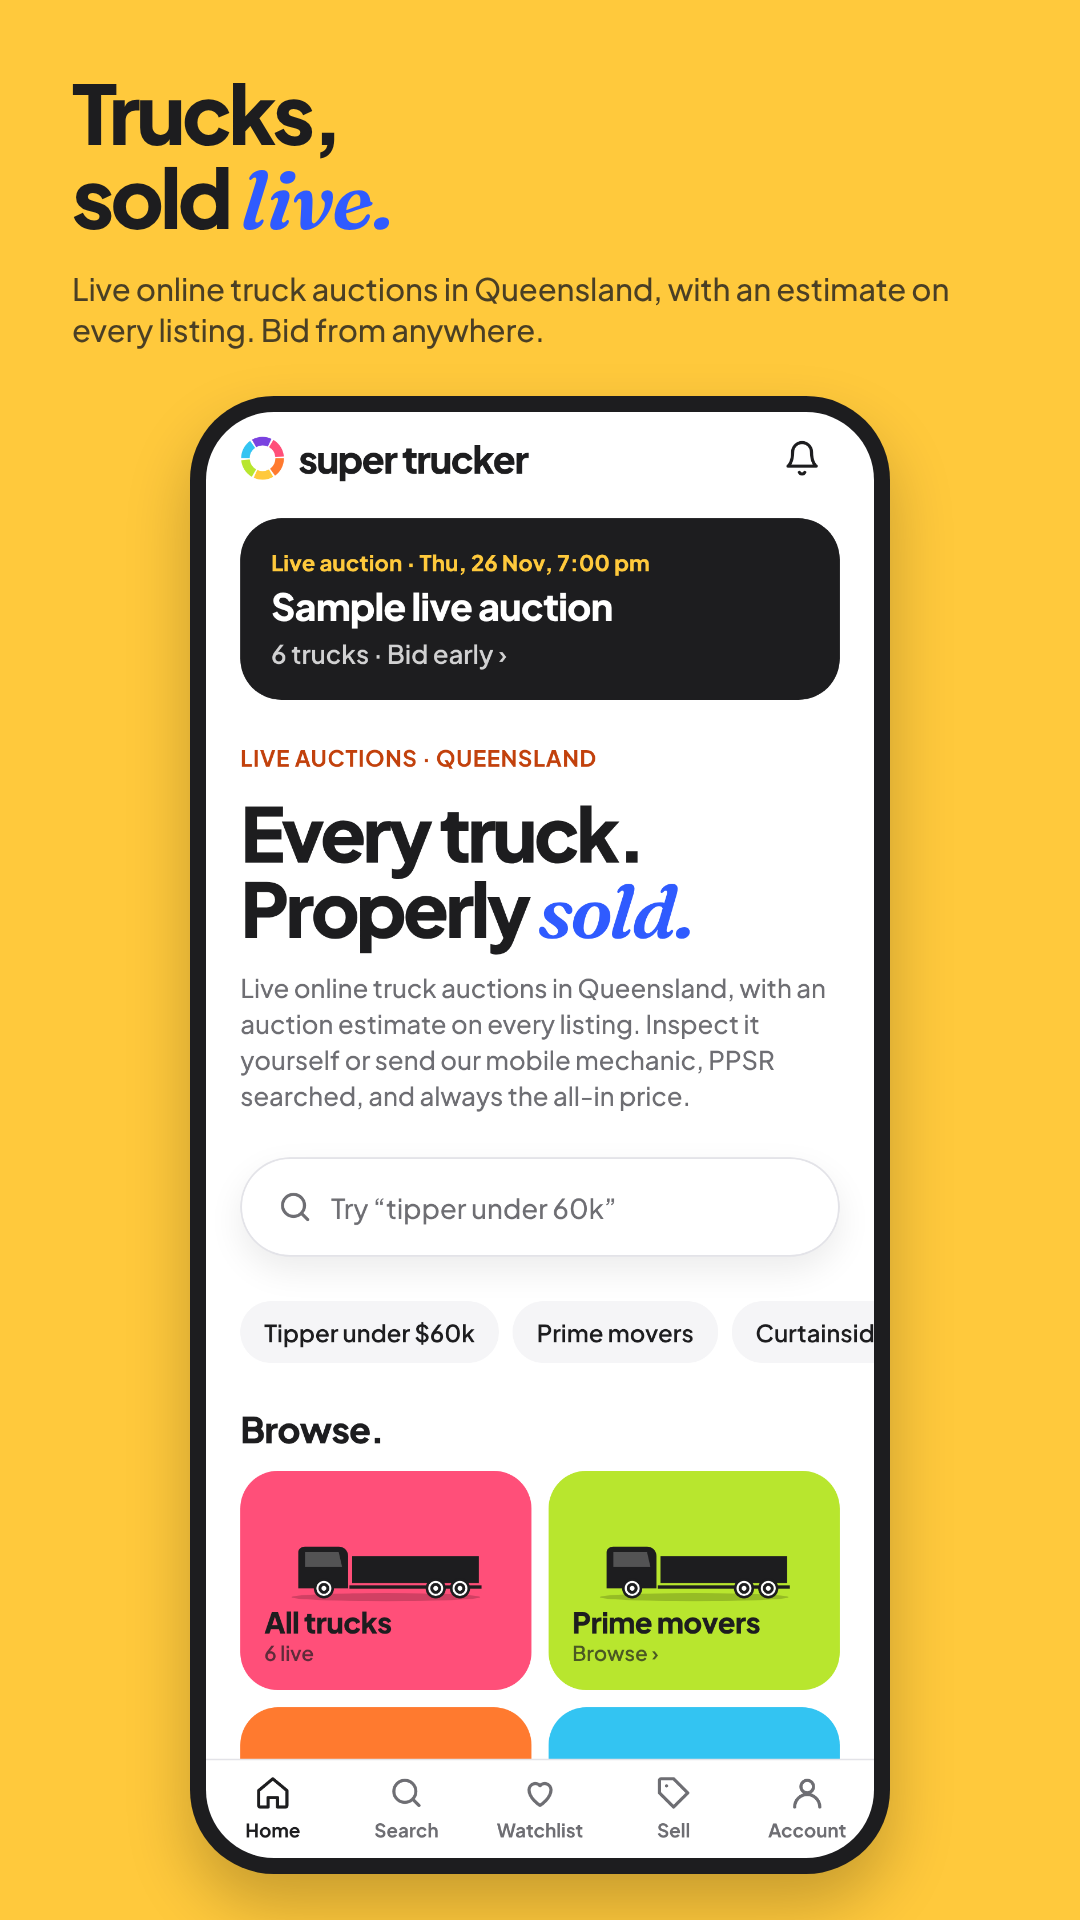 Trucks,
sold live.
Live online truck auctions in Queensland, with an estimate on
every listing. Bid from anywhere.
super trucker
Live auction · Thu, 26 Nov, 7:00 pm
Sample live auction
6 trucks · Bid early ›
LIVE AUCTIONS · QUEENSLAND
Every truck.
Properly sold.
Live online truck auctions in Queensland, with an
auction estimate on every listing. Inspect it
yourself or send our mobile mechanic, PPSR
searched, and always the all-in price.
Try “tipper under 60k”
Tipper under $60k
Prime movers
Curtainsid
Browse.
All trucks
6 live
Prime movers
Browse ›
Home
Search
Watchlist
Sell
Account